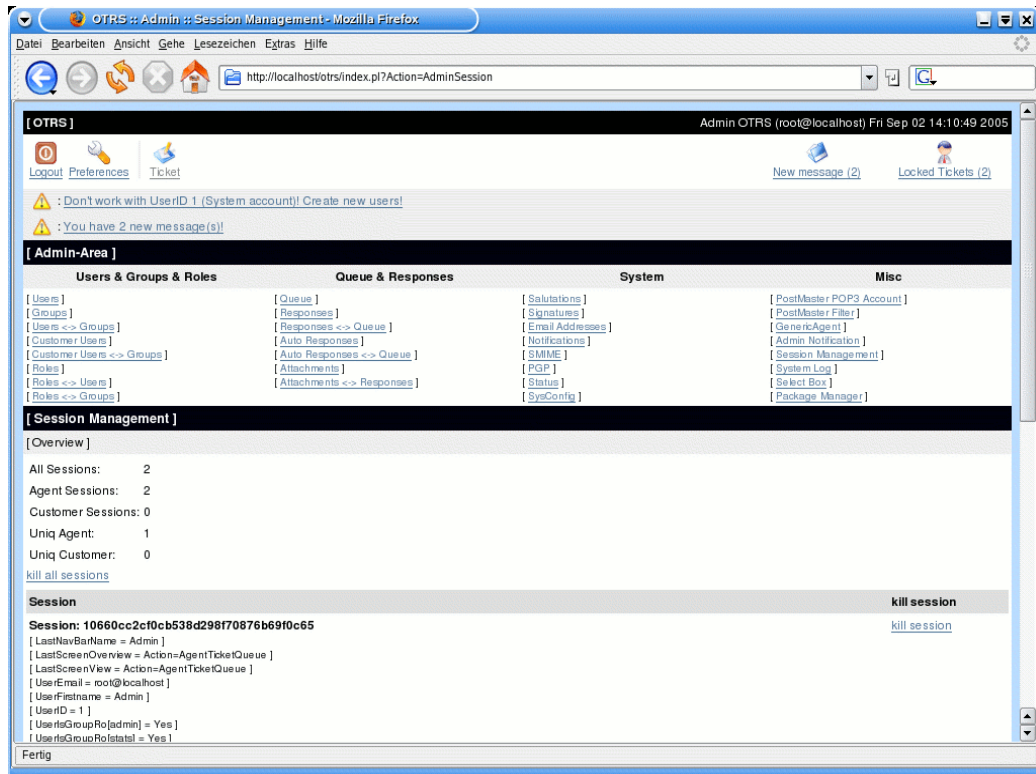 OTRS :: Admin :: Session Management - Mozilla Firefox
Datei Bearbeiten Ansicht Gehe Lesezeichen Extras Hilfe
http://localhost/otrs/index.pl?Action=AdminSession
G
[ OTRS ] Admin OTRS (root@localhost) Fri Sep 02 14:10:49 2005
Logout Preferences Ticket New message (2) Locked Tickets (2)
: Don't work with UserID 1 (System account)! Create new users!
: You have 2 new message(s)!
[ Admin-Area ]
Users & Groups & Roles Queue & Responses System Misc
[ Users ] [ Queue ] [ Salutations ] [ PostMaster POP3 Account ]
[ Groups ] [ Responses ] [ Signatures ] [ PostMaster Filter ]
[ Users <-> Groups ] [ Responses <-> Queue ] [ Email Addresses ] [ GenericAgent ]
[ Customer Users ] [ Auto Responses ] [ Notifications ] [ Admin Notification ]
[ Customer Users <-> Groups ] [ Auto Responses <-> Queue ] [ SMIME ] [ Session Management ]
[ Roles ] [ Attachments ] [ PGP ] [ System Log ]
[ Roles <-> Users ] [ Attachments <-> Responses ] [ Status ] [ Select Box ]
[ Roles <-> Groups ] [ SysConfig ] [ Package Manager ]
[ Session Management ]
[ Overview ]
All Sessions: 2
Agent Sessions: 2
Customer Sessions: 0
Uniq Agent: 1
Uniq Customer: 0
kill all sessions
Session kill session
Session: 10660cc2cf0cb538d298f70876b69f0c65 kill session
[ LastNavBarName = Admin ]
[ LastScreenOverview = Action=AgentTicketQueue ]
[ LastScreenView = Action=AgentTicketQueue ]
[ UserEmail = root@localhost ]
[ UserFirstname = Admin ]
[ UserID = 1 ]
[ UserIsGroupRo[admin] = Yes ]
[ UserIsGroupRo[stats] = Yes ]
Fertig